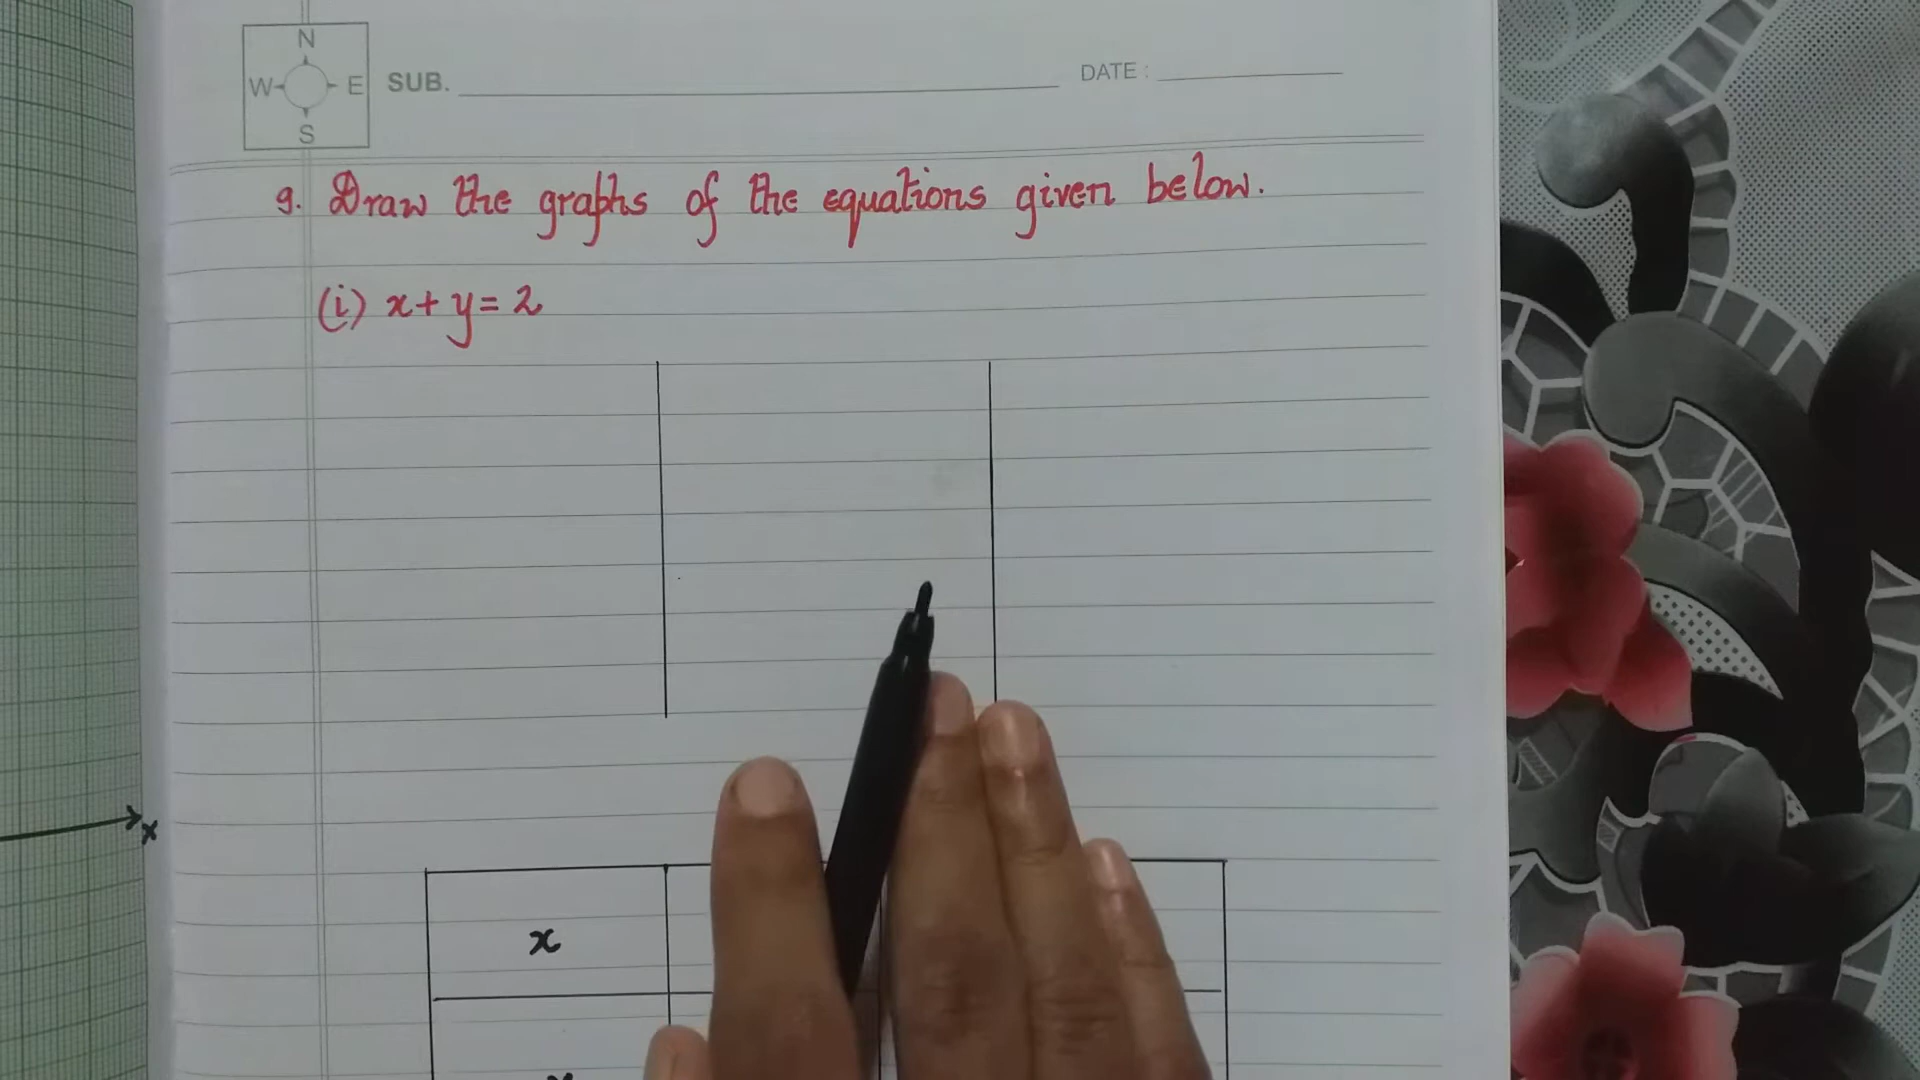 N
W E SUB. DATE :
S
9. Draw the graphs of the equations given below.
(i) x + y = 2
x
x